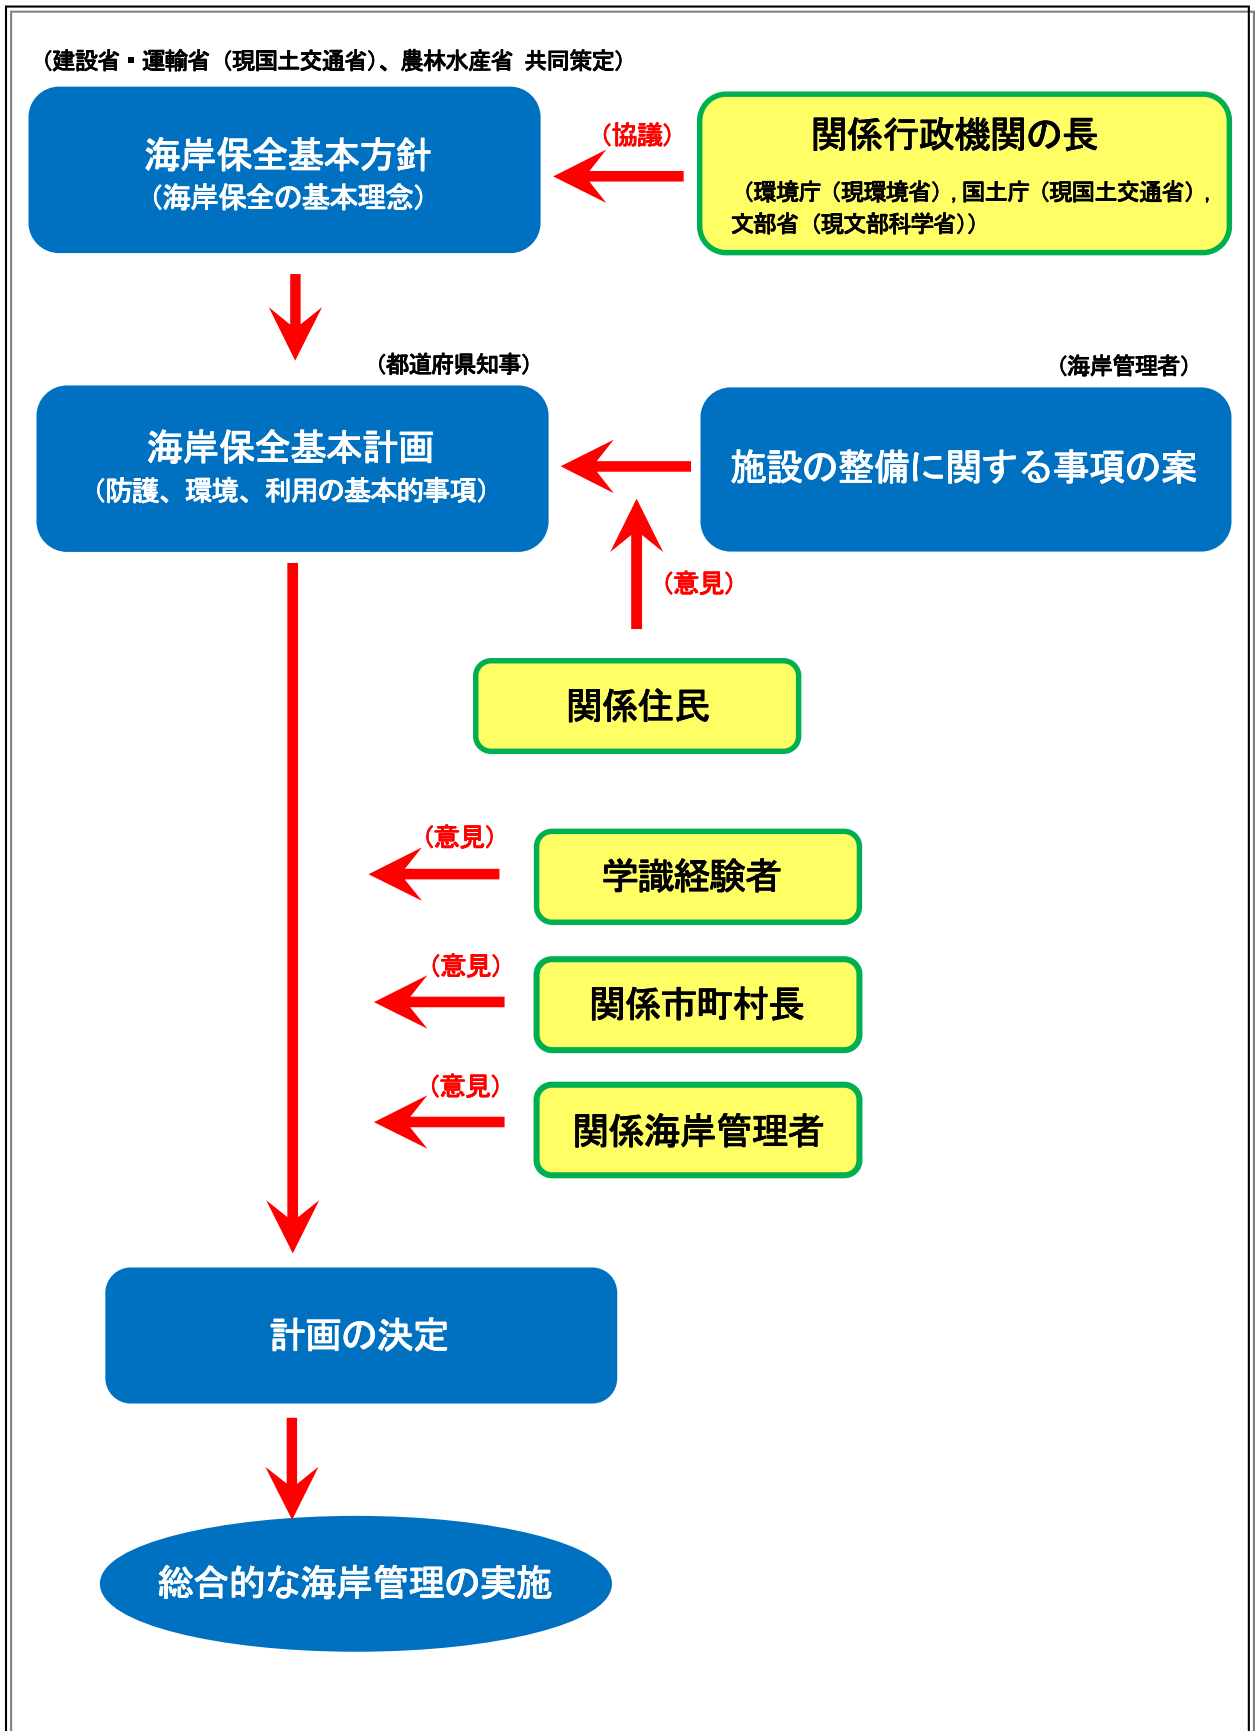 （建設省・運輸省（現国土交通省）、農林水産省 共同策定）
海岸保全基本方針
（海岸保全の基本理念）
（協議）
関係行政機関の長
（環境庁（現環境省）,国土庁（現国土交通省）,
文部省（現文部科学省））
（都道府県知事）
（海岸管理者）
海岸保全基本計画
（防護、環境、利用の基本的事項）
施設の整備に関する事項の案
（意見）
関係住民
（意見）
学識経験者
（意見）
関係市町村長
（意見）
関係海岸管理者
計画の決定
総合的な海岸管理の実施